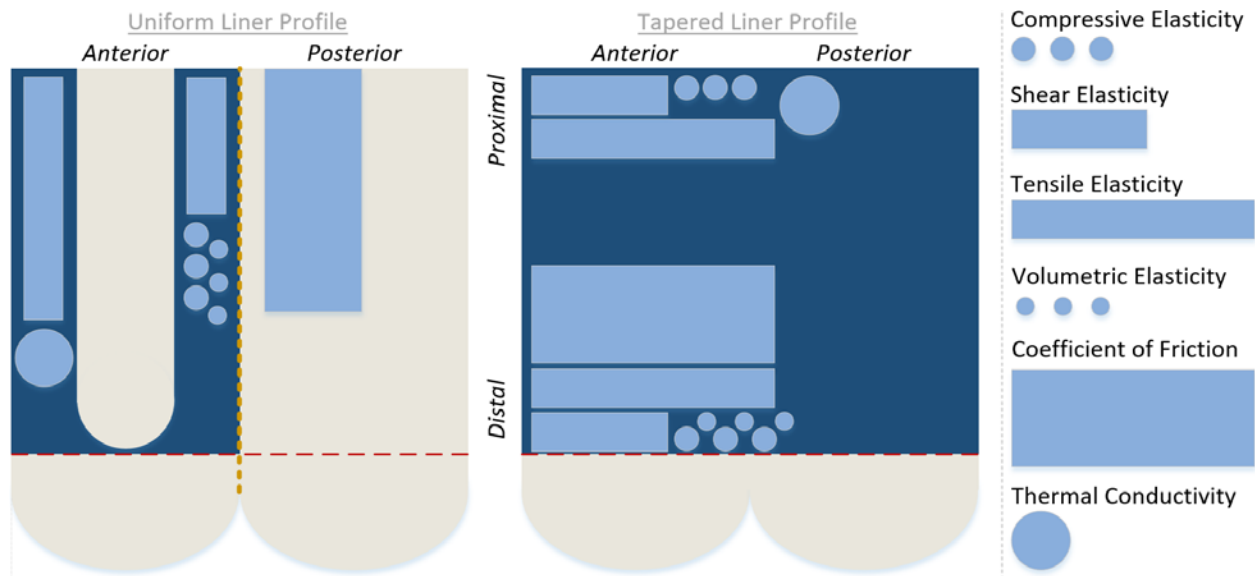 Uniform Liner Profile
Anterior
Posterior
Tapered Liner Profile
Anterior
Posterior
Proximal
Distal
Compressive Elasticity
Shear Elasticity
Tensile Elasticity
Volumetric Elasticity
Coefficient of Friction
Thermal Conductivity